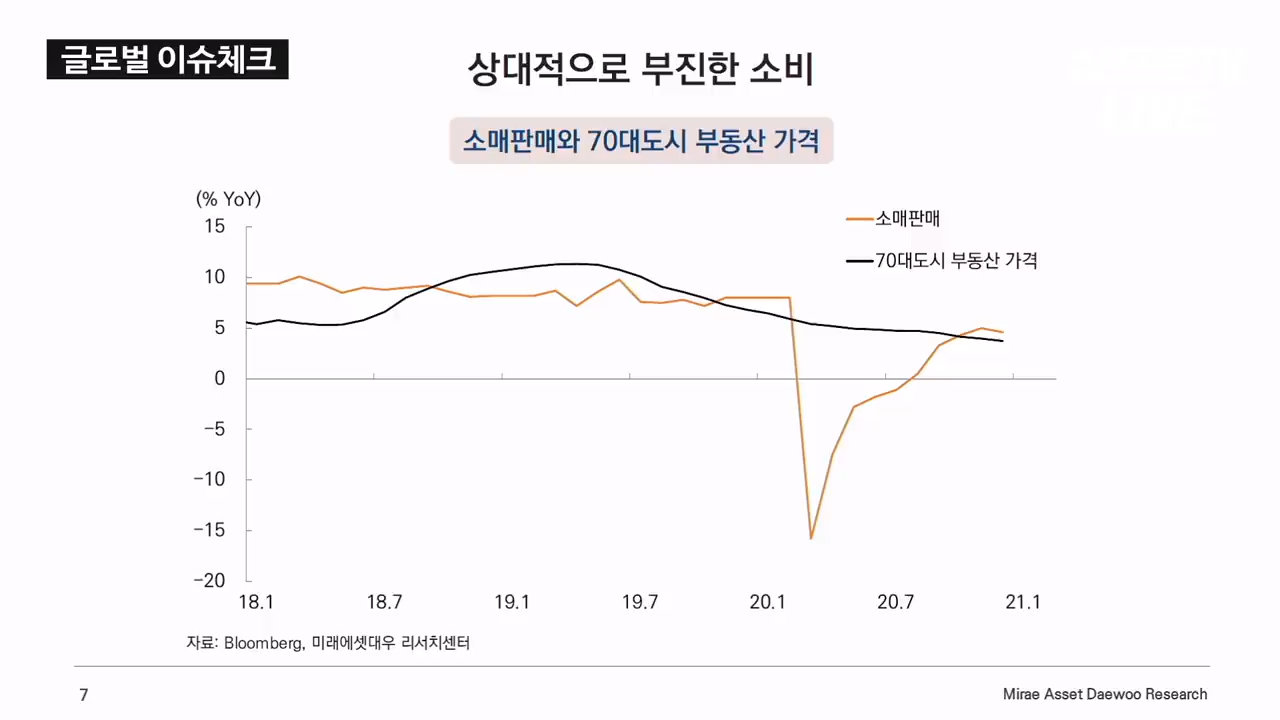 글로벌 이슈체크
상대적으로 부진한 소비
소매판매와 70대도시 부동산 가격
(% YoY)
소매판매
70대도시 부동산 가격
15
10
5
0
−5
−10
−15
−20
18.1 18.7 19.1 19.7 20.1 20.7 21.1
자료: Bloomberg, 미래에셋대우 리서치센터
7
Mirae Asset Daewoo Research